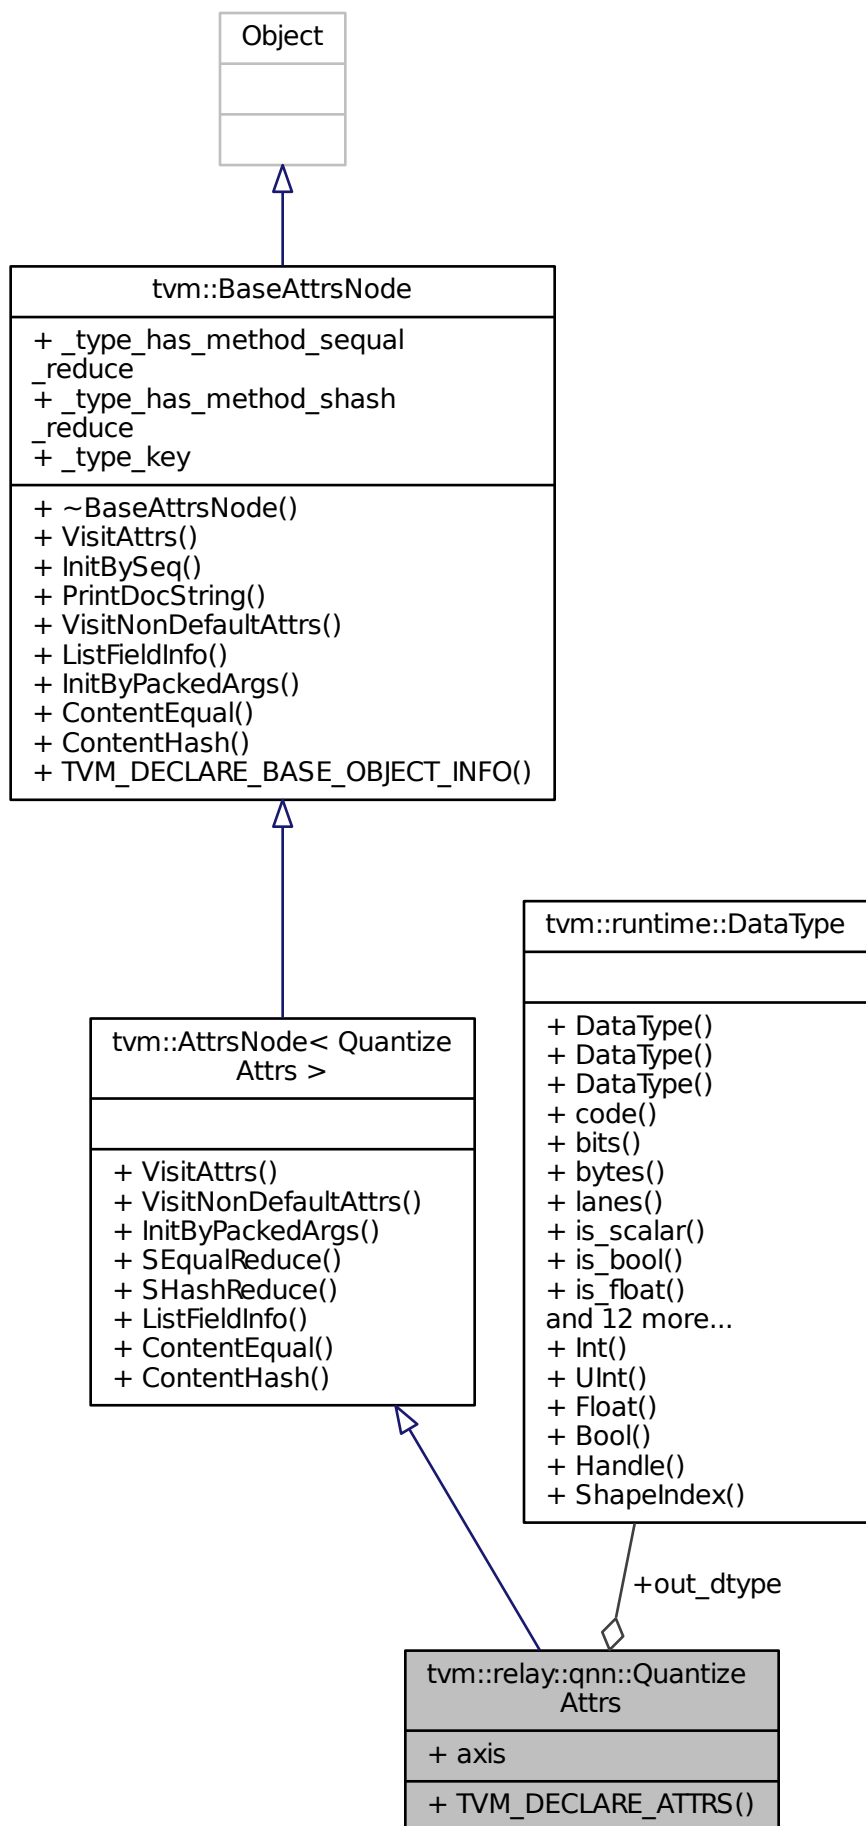 Object
tvm::BaseAttrsNode
+ _type_has_method_sequal
_reduce
+ _type_has_method_shash
_reduce
+ _type_key
+ ~BaseAttrsNode()
+ VisitAttrs()
+ InitBySeq()
+ PrintDocString()
+ VisitNonDefaultAttrs()
+ ListFieldInfo()
+ InitByPackedArgs()
+ ContentEqual()
+ ContentHash()
+ TVM_DECLARE_BASE_OBJECT_INFO()
tvm::AttrsNode< Quantize
Attrs >
+ VisitAttrs()
+ VisitNonDefaultAttrs()
+ InitByPackedArgs()
+ SEqualReduce()
+ SHashReduce()
+ ListFieldInfo()
+ ContentEqual()
+ ContentHash()
tvm::runtime::DataType
+ DataType()
+ DataType()
+ DataType()
+ code()
+ bits()
+ bytes()
+ lanes()
+ is_scalar()
+ is_bool()
+ is_float()
and 12 more...
+ Int()
+ UInt()
+ Float()
+ Bool()
+ Handle()
+ ShapeIndex()
+out_dtype
tvm::relay::qnn::Quantize
Attrs
+ axis
+ TVM_DECLARE_ATTRS()